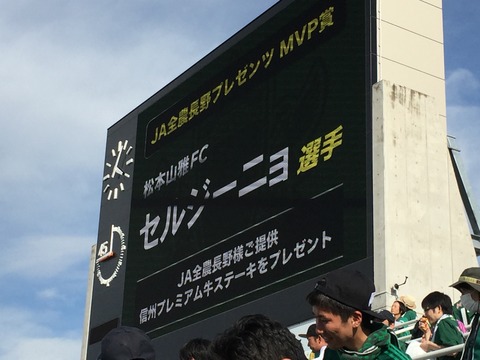 JA全農長野プレゼンツ MVP賞
松本山雅FC
セルジーニョ 選手
JA全農長野様ご提供
信州プレミアム牛ステーキをプレゼント
45